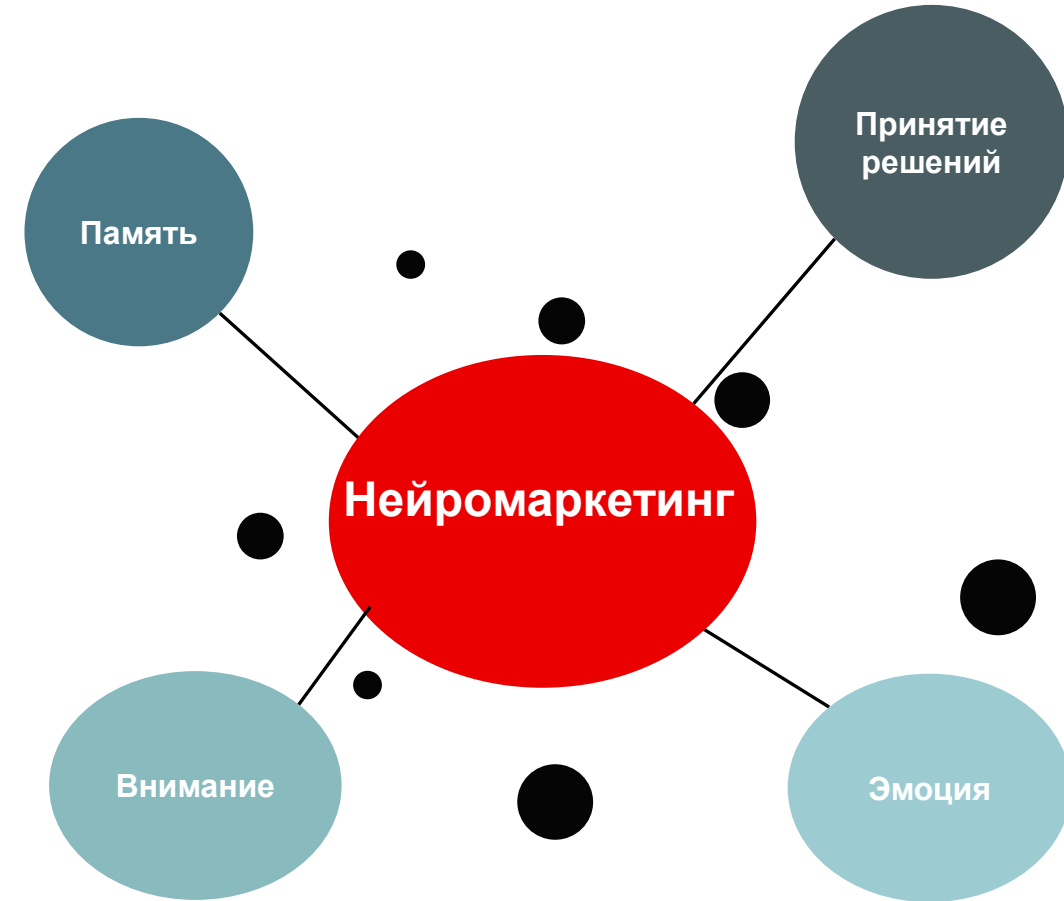 Принятие
решений
Память
Нейромаркетинг
Внимание
Эмоция